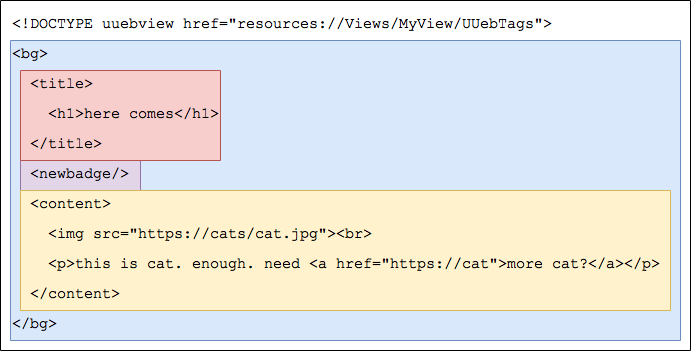 <!DOCTYPE uuebview href="resources://Views/MyView/UUebTags">
<bg>
<title>
<h1>here comes</h1>
</title>
<newbadge/>
<content>
<img src="https://cats/cat.jpg"><br>
<p>this is cat. enough. need <a href="https://cat">more cat?</a></p>
</content>
</bg>